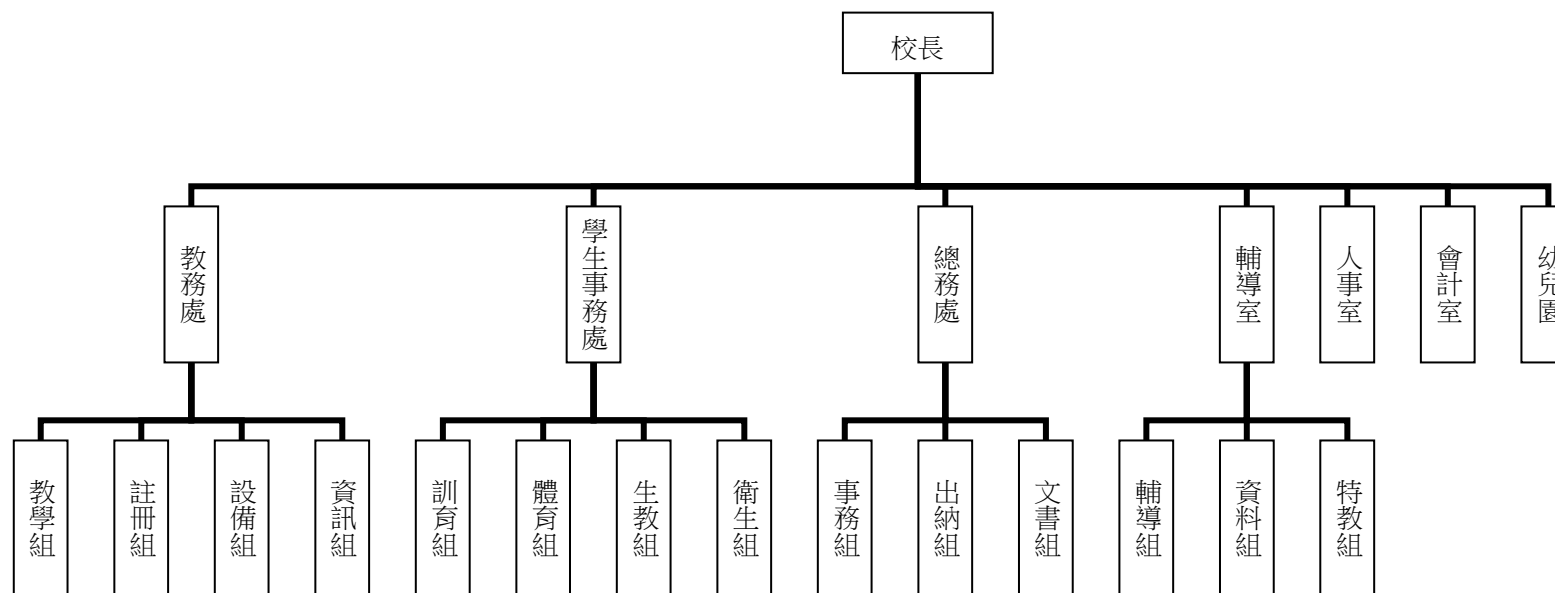 校長
教務處
學生事務處
總務處
輔導室
人事室
會計室
幼兒園
教學組
註冊組
設備組
資訊組
訓育組
體育組
生教組
衛生組
事務組
出納組
文書組
輔導組
資料組
特教組